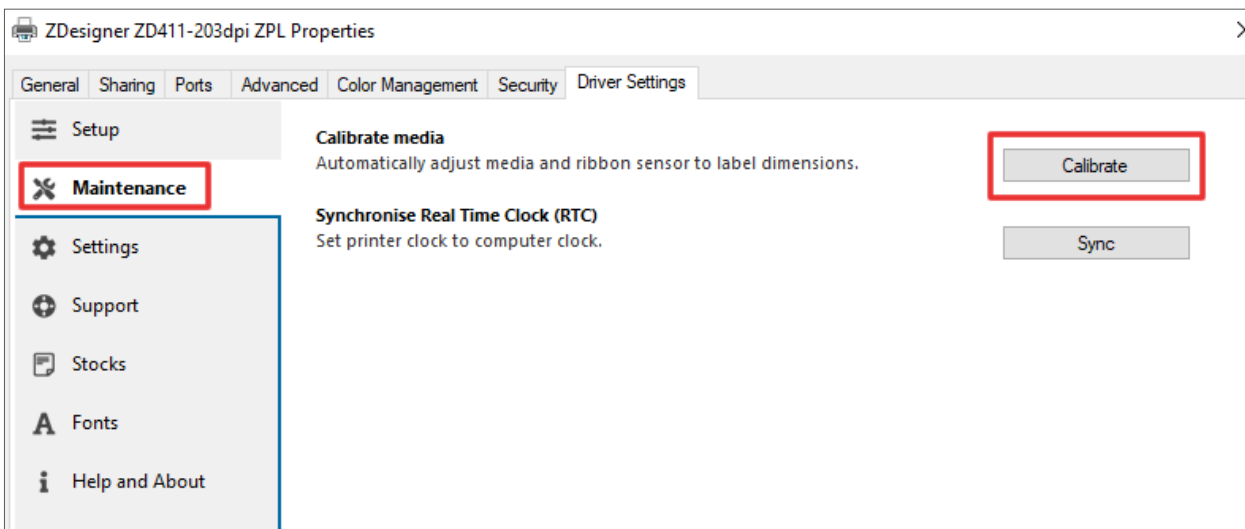 ZDesigner ZD411-203dpi ZPL Properties
General Sharing Ports Advanced Color Management Security Driver Settings
Setup
Maintenance
Settings
Support
Stocks
Fonts
Help and About
Calibrate media
Automatically adjust media and ribbon sensor to label dimensions.
Calibrate
Synchronise Real Time Clock (RTC)
Set printer clock to computer clock.
Sync